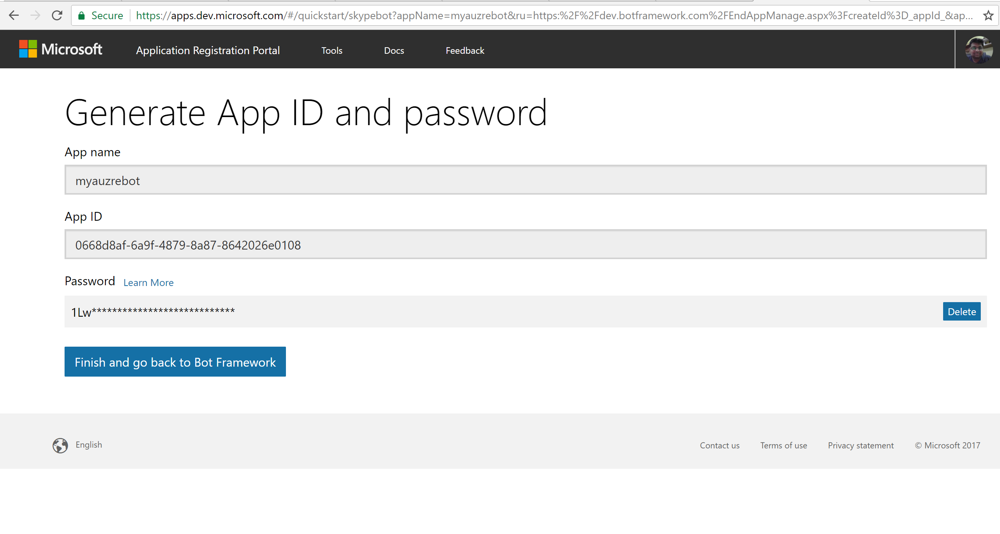 Secure https://apps.dev.microsoft.com/#/quickstart/skypebot?appName=myauzrebot&ru=https:%2F%2Fdev.botframework.com%2FEndAppManage.aspx%3FcreateId%3D_appId_&ap...
Microsoft Application Registration Portal Tools Docs Feedback
Generate App ID and password
App name
myauzrebot
App ID
0668d8af-6a9f-4879-8a87-8642026e0108
Password Learn More
1Lw****************************
Delete
Finish and go back to Bot Framework
English Contact us Terms of use Privacy statement © Microsoft 2017